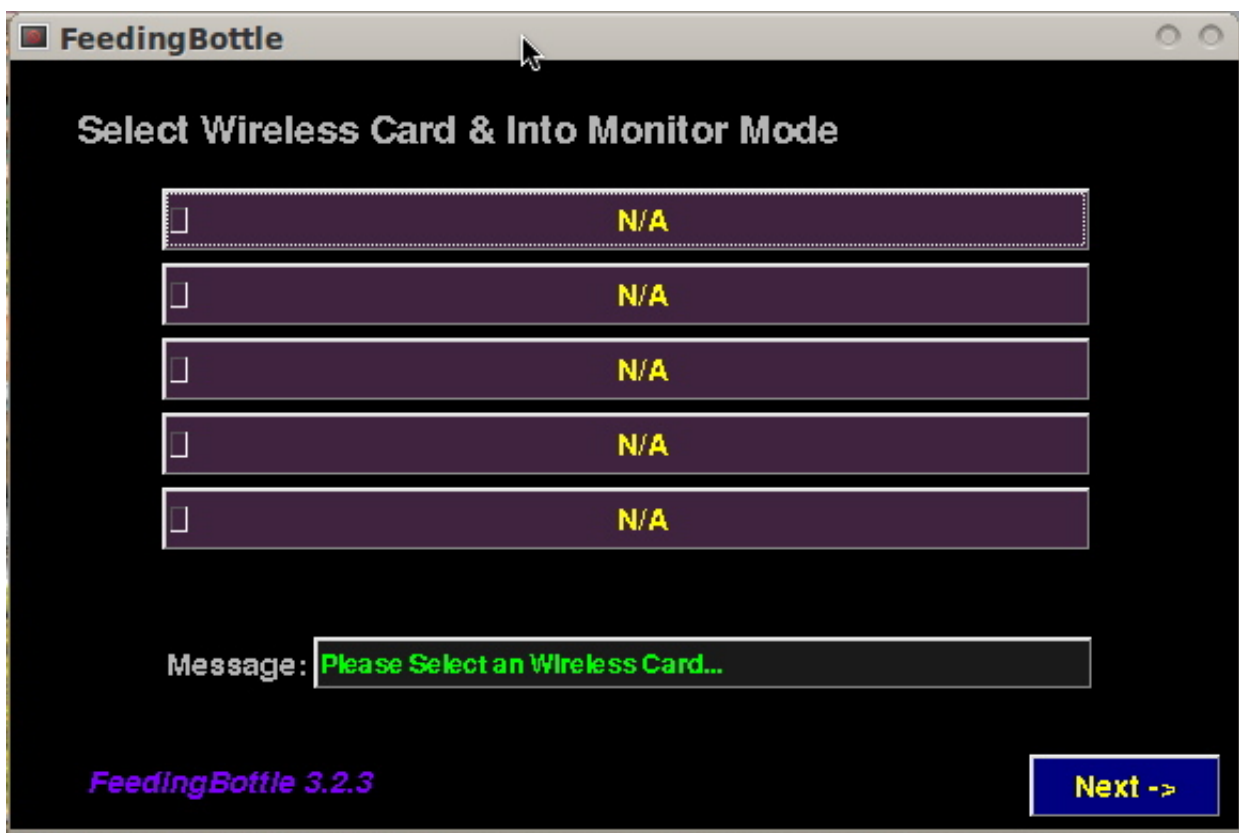 FeedingBottle
Select Wireless Card & Into Monitor Mode
N/A
N/A
N/A
N/A
N/A
Message: Please Select an Wireless Card...
FeedingBottle 3.2.3
Next ->